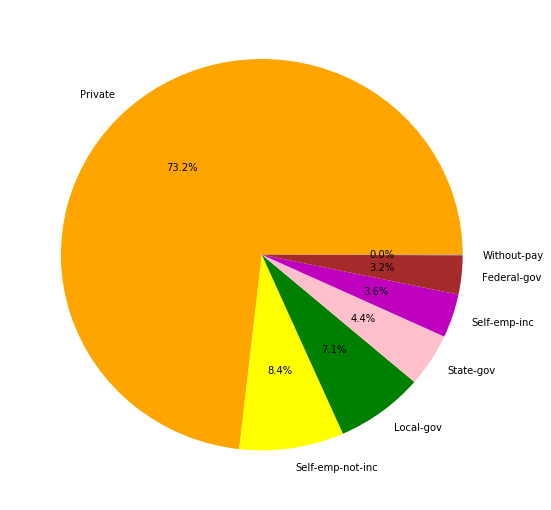 Private
73.2%
0.0%
Without-pay
3.2%
Federal-gov
3.6%
Self-emp-inc
4.4%
State-gov
7.1%
Local-gov
8.4%
Self-emp-not-inc